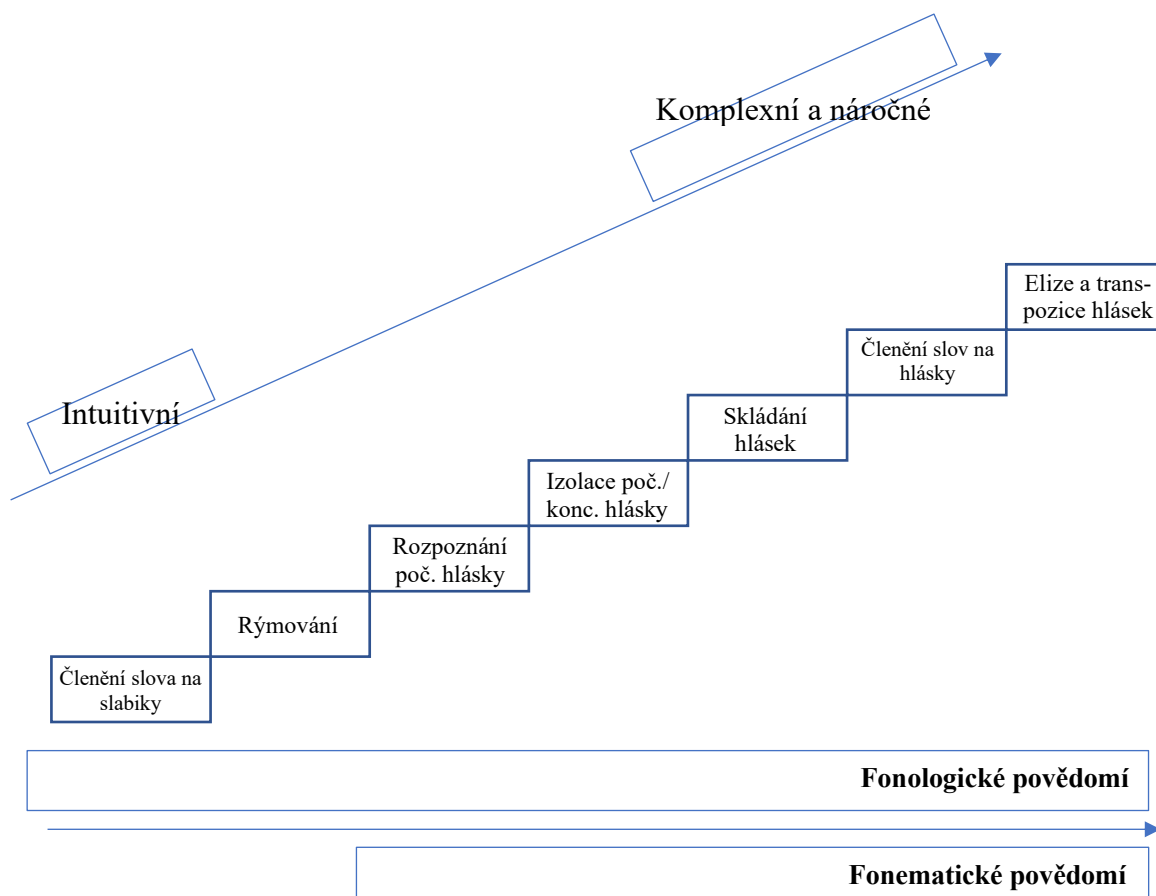 Komplexní a náročné
Intuitivní
Elize a trans-
pozice hlásek
Členění slov na
hlásky
Skládání
hlásek
Izolace poč./
konc. hlásky
Rozpoznání
poč. hlásky
Rýmování
Členění slova na
slabiky
Fonologické povědomí
Fonematické povědomí